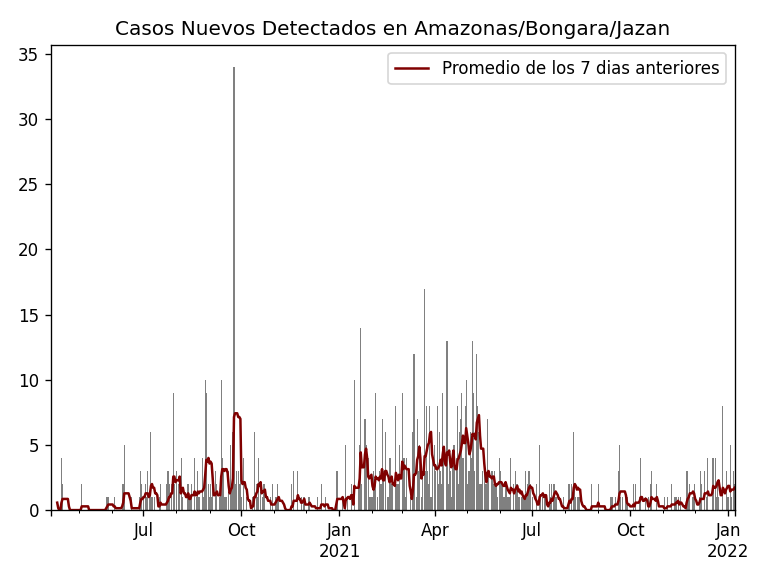 Casos Nuevos Detectados en Amazonas/Bongara/Jazan
Promedio de los 7 dias anteriores
35
30
25
20
15
10
5
0
Jul
Oct
Jan
2021
Apr
Jul
Oct
Jan
2022